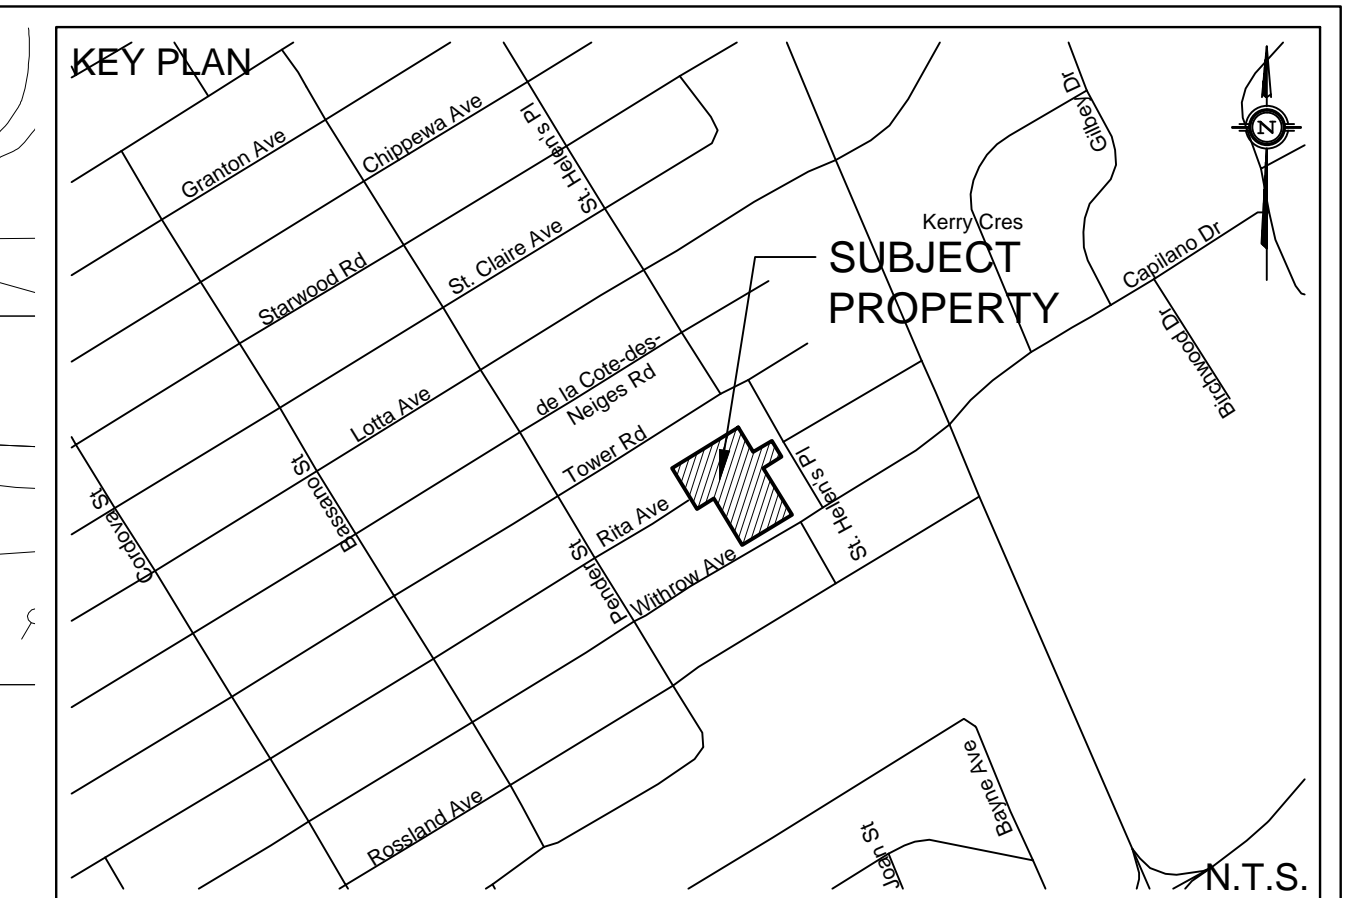 KEY PLAN
Granton Ave
Chippewa Ave
St. Helen's Pl
Gilbey Dr
N
Kerry Cres
SUBJECT
PROPERTY
Capilano Dr
Birchwood Dr
Starwood Rd
St. Claire Ave
Lotta Ave
de la Cote-des-
Neiges Rd
Tower Rd
Cordova St
Bassano St
Rita Ave
St. Helen's Pl
Pender St
Withrow Ave
Rossland Ave
Bayne Ave
Joan St
N.T.S.